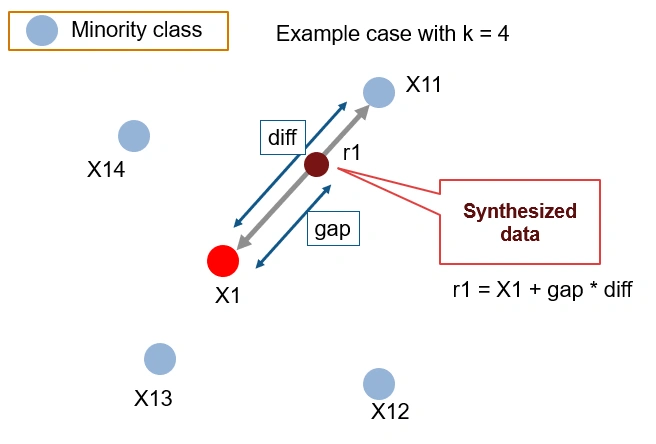 Minority class
Example case with k = 4
X11
diff
r1
X14
Synthesized
data
gap
r1 = X1 + gap * diff
X1
X13
X12